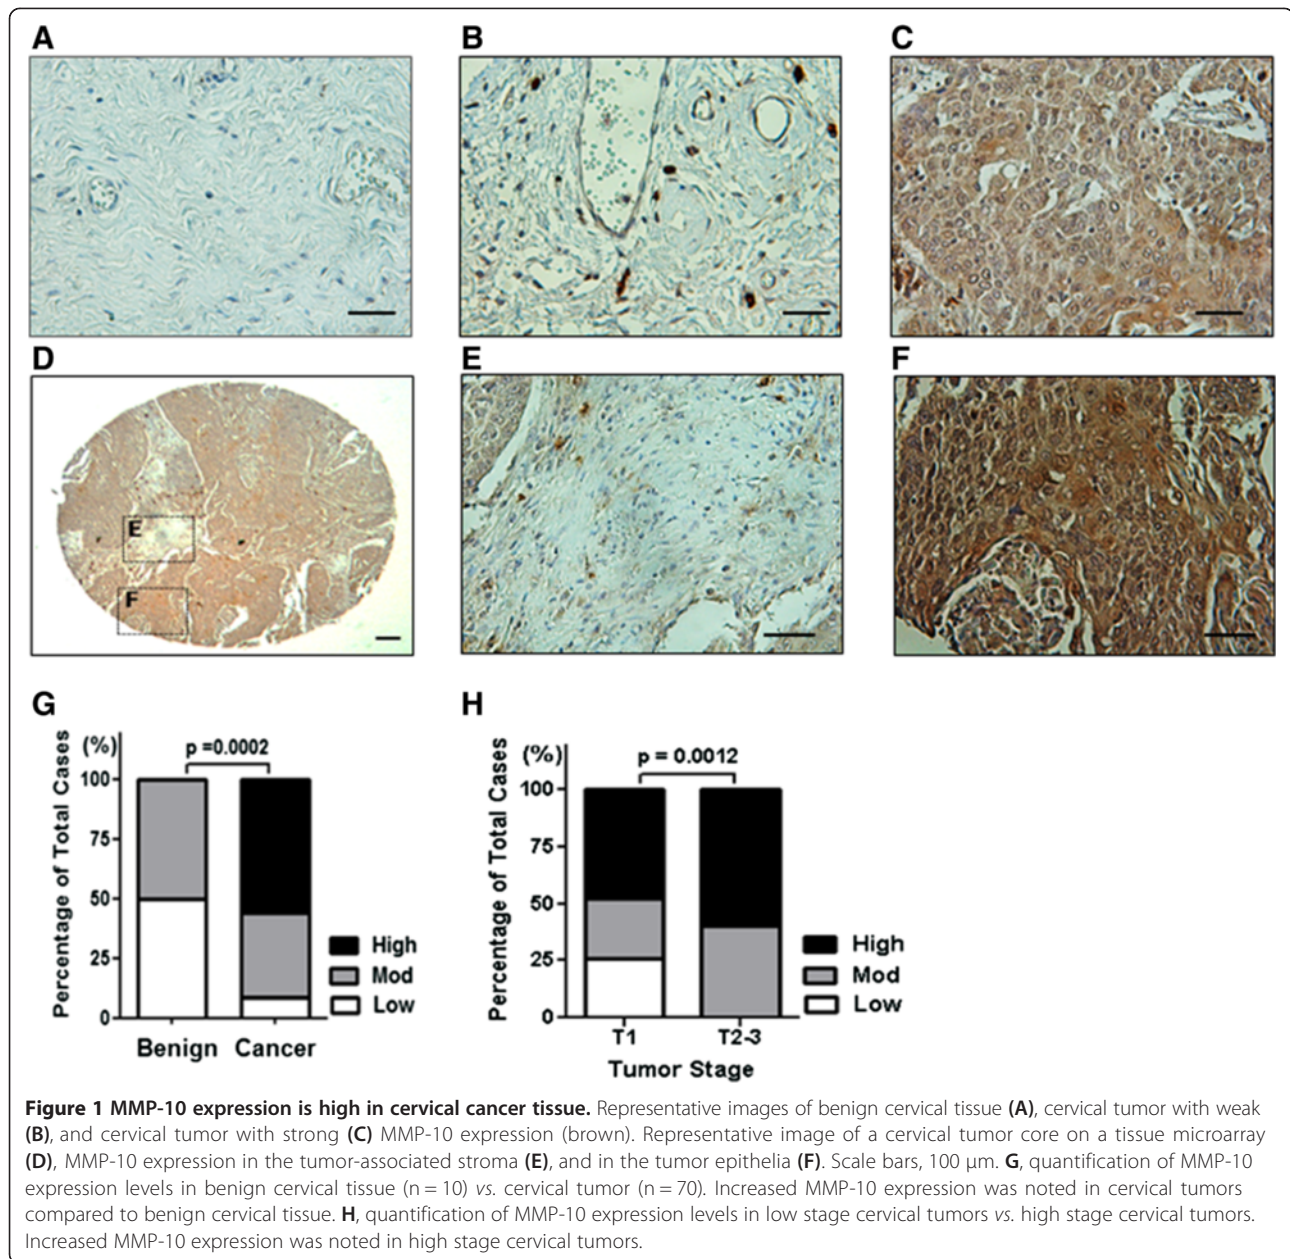 A
B
C
D
E
F
E
F
G
H
(%)
p =0.0002
Percentage of Total Cases
100
75
50
25
0
Benign Cancer
High
Mod
Low
(%)
p = 0.0012
Percentage of Total Cases
100
75
50
25
0
T1
T2-3
Tumor Stage
High
Mod
Low
Figure 1 MMP-10 expression is high in cervical cancer tissue. Representative images of benign cervical tissue (A), cervical tumor with weak
(B), and cervical tumor with strong (C) MMP-10 expression (brown). Representative image of a cervical tumor core on a tissue microarray
(D), MMP-10 expression in the tumor-associated stroma (E), and in the tumor epithelia (F). Scale bars, 100 μm. G, quantification of MMP-10
expression levels in benign cervical tissue (n = 10) vs. cervical tumor (n = 70). Increased MMP-10 expression was noted in cervical tumors
compared to benign cervical tissue. H, quantification of MMP-10 expression levels in low stage cervical tumors vs. high stage cervical tumors.
Increased MMP-10 expression was noted in high stage cervical tumors.